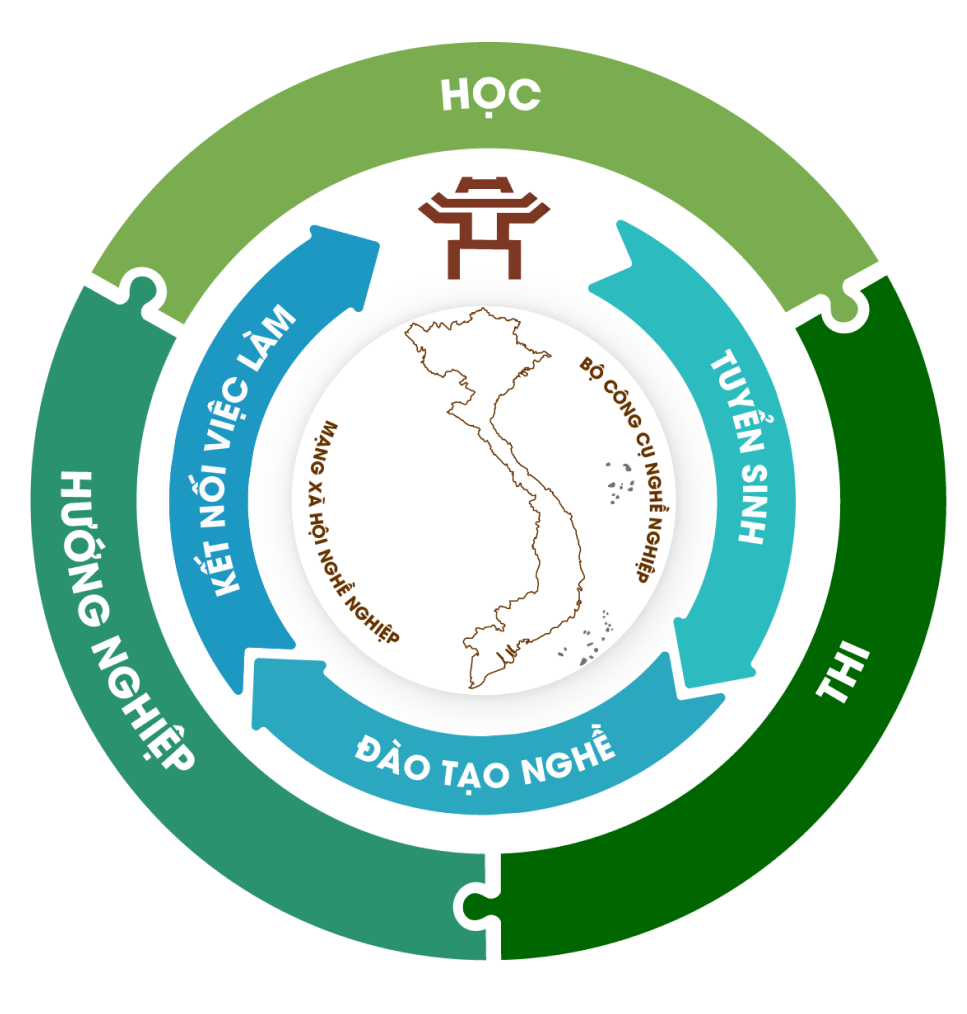 HỌC
THI
HƯỚNG NGHIỆP
TUYỂN SINH
ĐÀO TẠO NGHỀ
KẾT NỐI VIỆC LÀM
BỘ CÔNG CỤ NGHỀ NGHIỆP
MẠNG XÃ HỘI NGHỀ NGHIỆP